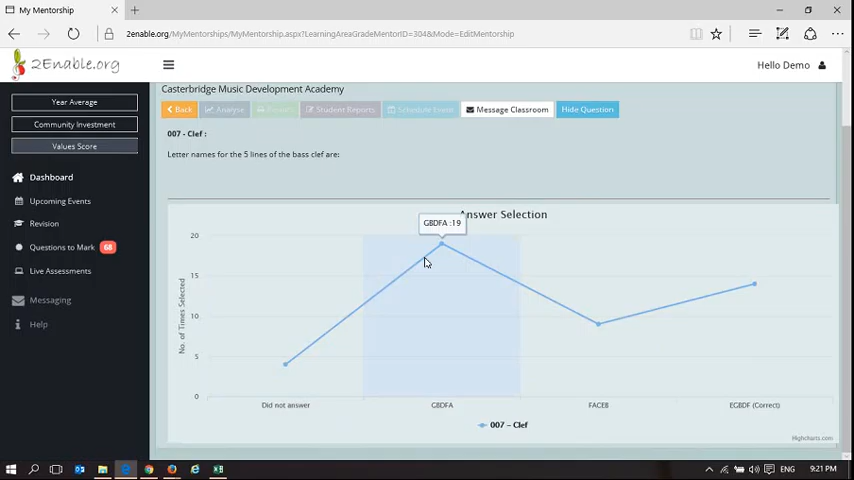 My Mentorship
2enable.org/MyMentorships/MyMentorship.aspx?LearningAreaGradeMentorID=304&Mode=EditMentorship
2Enable.org
Hello Demo
Casterbridge Music Development Academy
Year Average
Community Investment
Values Score
Dashboard
Upcoming Events
Revision
Questions to Mark 68
Live Assessments
Messaging
Help
Back Analyse Reports Student Reports Schedule Event Message Classroom Hide Question
007 - Clef :
Letter names for the 5 lines of the bass clef are:
Answer Selection
GBDFA :19
No. of Times Selected
20
15
10
5
0
Did not answer GBDFA FACEB EGBDF (Correct)
007 – Clef
Highcharts.com
ENG 9:21 PM